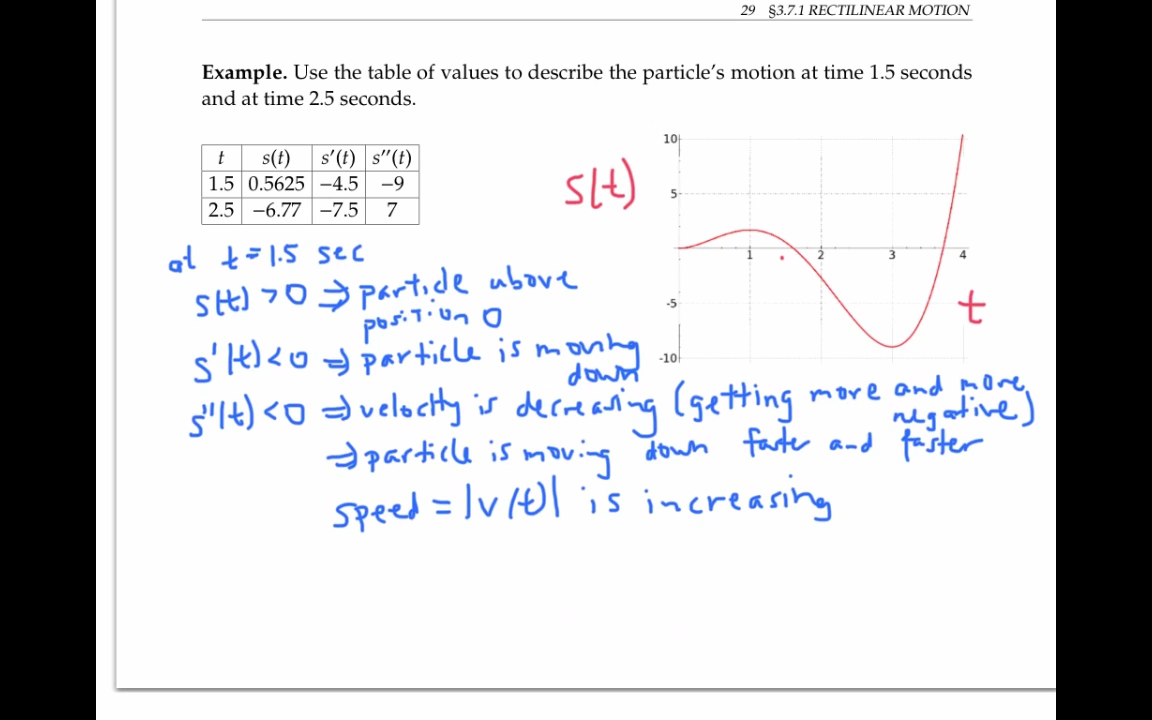 29 §3.7.1 RECTILINEAR MOTION
Example. Use the table of values to describe the particle's motion at time 1.5 seconds
and at time 2.5 seconds.
t s(t) s′(t) s′′(t)
1.5 0.5625 −4.5 −9
2.5 −6.77 −7.5 7
s(t)
10
5
1 2 3 4
-5
-10
t
at t = 1.5 sec
s(t) > 0 ⇒ particle above
position 0
s'(t) < 0 ⇒ particle is moving
down
s''(t) < 0 ⇒ velocity is decreasing (getting more and more
negative)
⇒ particle is moving down faster and faster
speed = |v(t)| is increasing